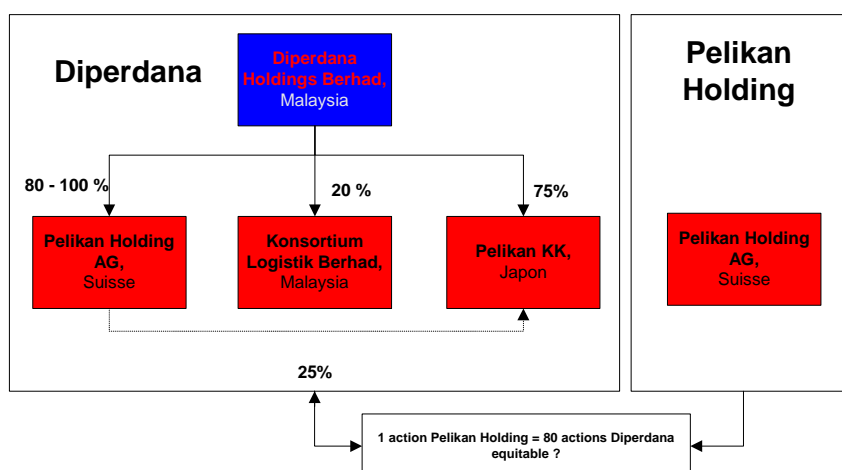 Diperdana
Diperdana
Holdings Berhad,
Malaysia
Pelikan
Holding
80 - 100 %
20 %
75%
Pelikan Holding
AG,
Suisse
Konsortium
Logistik Berhad,
Malaysia
Pelikan KK,
Japon
Pelikan Holding
AG,
Suisse
25%
1 action Pelikan Holding = 80 actions Diperdana
equitable ?